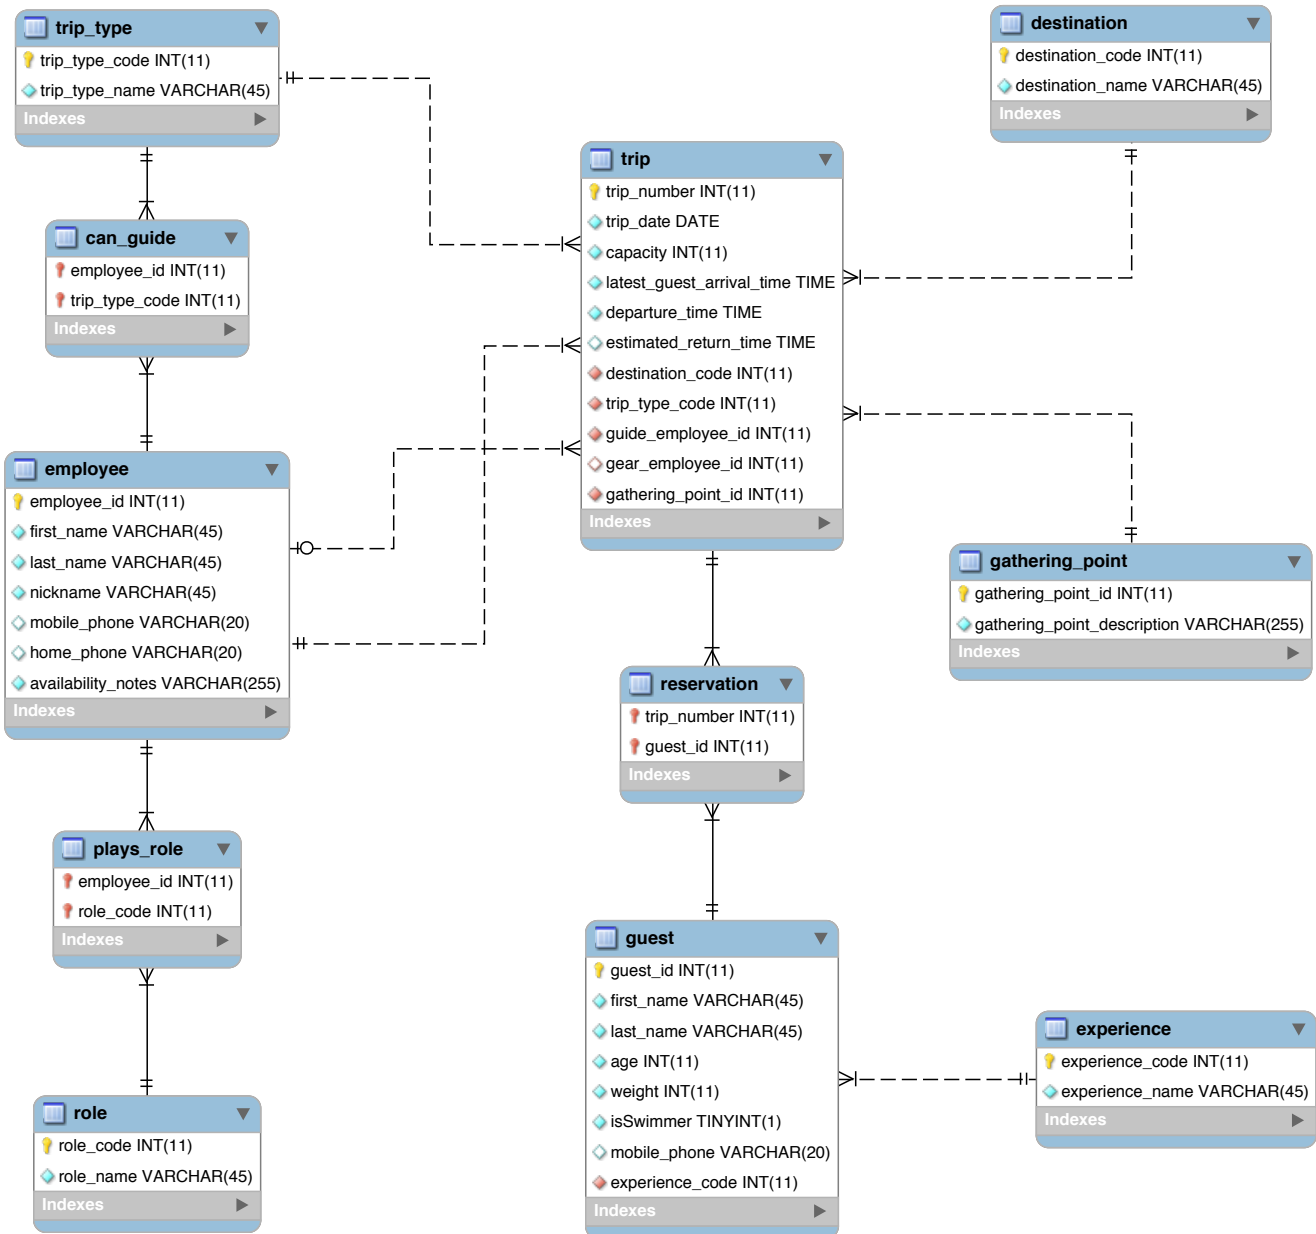 trip_type
trip_type_code INT(11)
trip_type_name VARCHAR(45)
Indexes
destination
destination_code INT(11)
destination_name VARCHAR(45)
Indexes
trip
trip_number INT(11)
trip_date DATE
capacity INT(11)
latest_guest_arrival_time TIME
departure_time TIME
estimated_return_time TIME
destination_code INT(11)
trip_type_code INT(11)
guide_employee_id INT(11)
gear_employee_id INT(11)
gathering_point_id INT(11)
Indexes
can_guide
employee_id INT(11)
trip_type_code INT(11)
Indexes
employee
employee_id INT(11)
first_name VARCHAR(45)
last_name VARCHAR(45)
nickname VARCHAR(45)
mobile_phone VARCHAR(20)
home_phone VARCHAR(20)
availability_notes VARCHAR(255)
Indexes
gathering_point
gathering_point_id INT(11)
gathering_point_description VARCHAR(255)
Indexes
reservation
trip_number INT(11)
guest_id INT(11)
Indexes
plays_role
employee_id INT(11)
role_code INT(11)
Indexes
guest
guest_id INT(11)
first_name VARCHAR(45)
last_name VARCHAR(45)
age INT(11)
weight INT(11)
isSwimmer TINYINT(1)
mobile_phone VARCHAR(20)
experience_code INT(11)
Indexes
experience
experience_code INT(11)
experience_name VARCHAR(45)
Indexes
role
role_code INT(11)
role_name VARCHAR(45)
Indexes